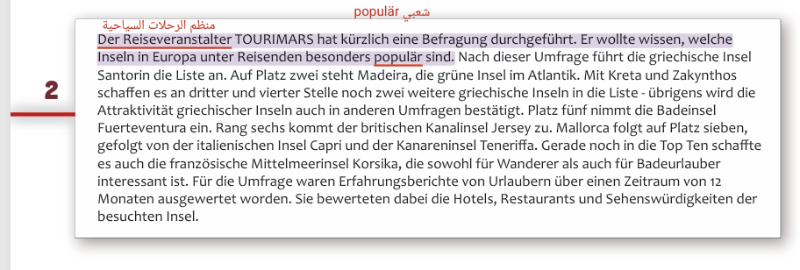 populär شعبي
منظم الرحلات السياحية
Der Reiseveranstalter TOURIMARS hat kürzlich eine Befragung durchgeführt. Er wollte wissen, welche
Inseln in Europa unter Reisenden besonders populär sind. Nach dieser Umfrage führt die griechische Insel
2
Santorin die Liste an. Auf Platz zwei steht Madeira, die grüne Insel im Atlantik. Mit Kreta und Zakynthos
schaffen es an dritter und vierter Stelle noch zwei weitere griechische Inseln in die Liste - übrigens wird die
Attraktivität griechischer Inseln auch in anderen Umfragen bestätigt. Platz fünf nimmt die Badeinsel
Fuerteventura ein. Rang sechs kommt der britischen Kanalinsel Jersey zu. Mallorca folgt auf Platz sieben,
gefolgt von der italienischen Insel Capri und der Kanareninsel Teneriffa. Gerade noch in die Top Ten schaffte
es auch die französische Mittelmeerinsel Korsika, die sowohl für Wanderer als auch für Badeurlauber
interessant ist. Für die Umfrage waren Erfahrungsberichte von Urlaubern über einen Zeitraum von 12
Monaten ausgewertet worden. Sie bewerteten dabei die Hotels, Restaurants und Sehenswürdigkeiten der
besuchten Insel.